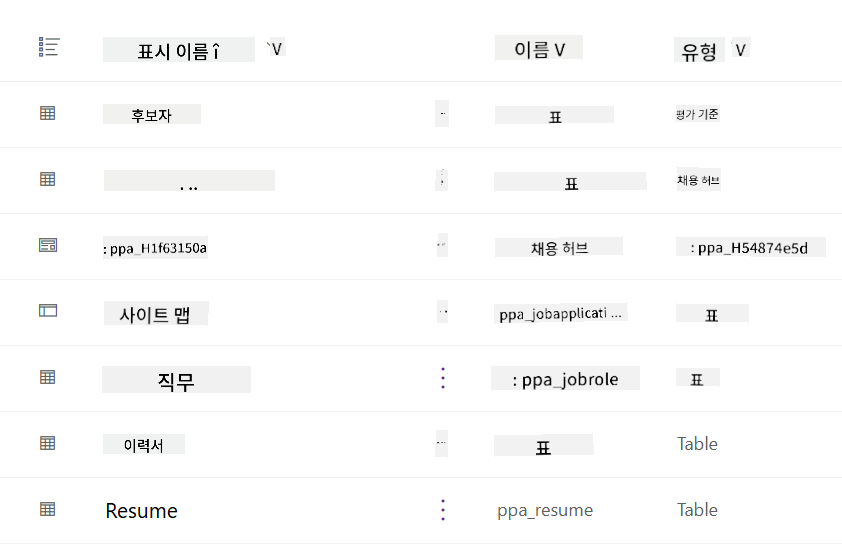 표시 이름 î V 이름 V 유형 V
후보자 표 평가 기준
표 채용 허브
: ppa_H1f63150a 채용 허브 : ppa_H54874e5d
사이트 맵 ppa_jobapplicati ... 표
직무 : ppa_jobrole 표
이력서 표 Table
Resume ppa_resume Table